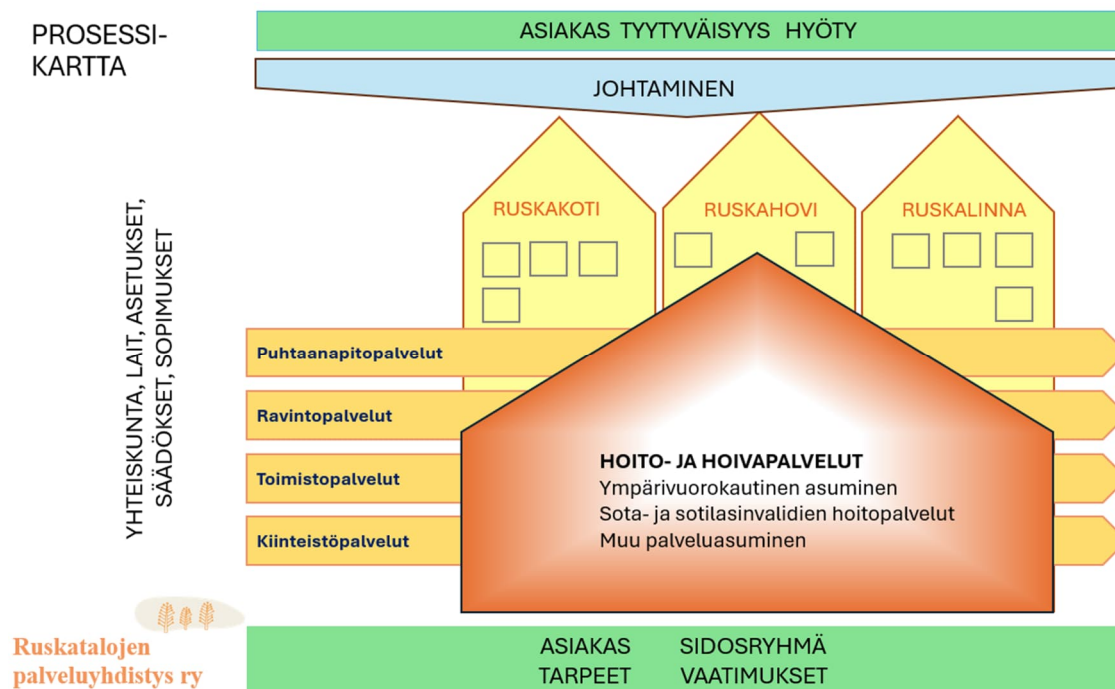 PROSESSI-
KARTTA
ASIAKAS TYYTYVÄISYYS HYÖTY
JOHTAMINEN
RUSKAKOTI
RUSKAHOVI
RUSKALINNA
YHTEISKUNTA, LAIT, ASETUKSET,
SÄÄDÖKSET, SOPIMUKSET
Puhtaanapitopalvelut
Ravintopalvelut
Toimistopalvelut
Kiinteistöpalvelut
HOITO- JA HOIVAPALVELUT
Ympärivuorokautinen asuminen
Sota- ja sotilasinvalidien hoitopalvelut
Muu palveluasuminen
Ruskatalojen
palveluyhdistys ry
ASIAKAS SIDOSRYHMÄ
TARPEET VAATIMUKSET